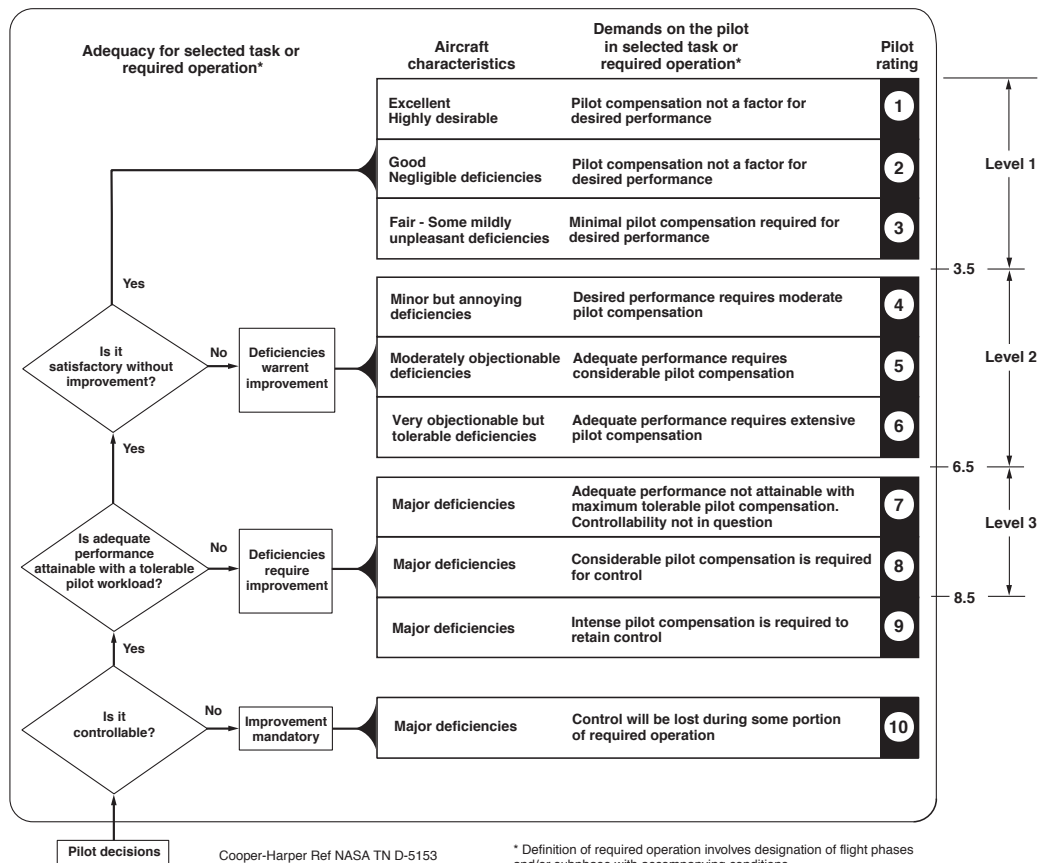 Adequacy for selected task or
required operation*
Aircraft
characteristics
Demands on the pilot
in selected task or
required operation*
Pilot
rating
Excellent
Highly desirable
Pilot compensation not a factor for
desired performance
1
Good
Negligible deficiencies
Pilot compensation not a factor for
desired performance
2
Fair - Some mildly
unpleasant deficiencies
Minimal pilot compensation required for
desired performance
3
Level 1
3.5
Yes
Is it
satisfactory without
improvement?
No
Deficiencies
warrent
improvement
Minor but annoying
deficiencies
Desired performance requires moderate
pilot compensation
4
Moderately objectionable
deficiencies
Adequate performance requires
considerable pilot compensation
5
Very objectionable but
tolerable deficiencies
Adequate performance requires extensive
pilot compensation
6
Level 2
6.5
Yes
Is adequate
performance
attainable with a tolerable
pilot workload?
No
Deficiencies
require
improvement
Major deficiencies
Adequate performance not attainable with
maximum tolerable pilot compensation.
Controllability not in question
7
Major deficiencies
Considerable pilot compensation is required
for control
8
Level 3
8.5
Major deficiencies
Intense pilot compensation is required to
retain control
9
Yes
Is it
controllable?
No
Improvement
mandatory
Major deficiencies
Control will be lost during some portion
of required operation
10
Pilot decisions
Cooper-Harper Ref NASA TN D-5153
* Definition of required operation involves designation of flight phases
and/or subphase with accompanying conditions